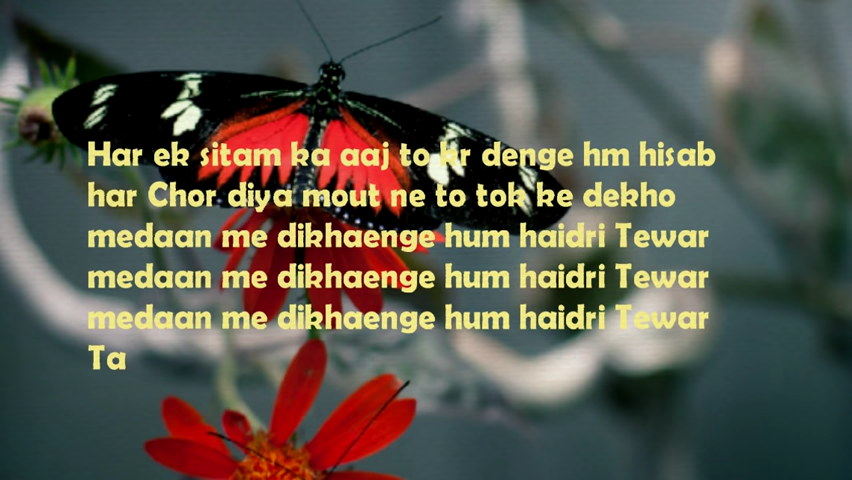 Har ek sitam ka aaj to kr denge hm hisab
har Chor diya mout ne to tok ke dekho
medaan me dikhaenge hum haidri Tewar
medaan me dikhaenge hum haidri Tewar
medaan me dikhaenge hum haidri Tewar
Ta